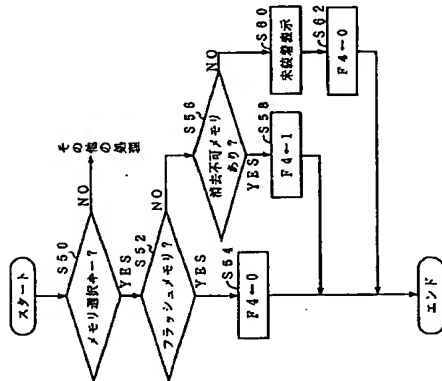 スタート
S50
メモリ選択キー?
NO
その他の処理
YES
S52
フラッシュメモリ?
NO
YES
S54
F4←0
S56
消去不可メモリ
あり?
NO
YES
S58
F4←1
S60
未装着表示
S62
F4←0
エンド